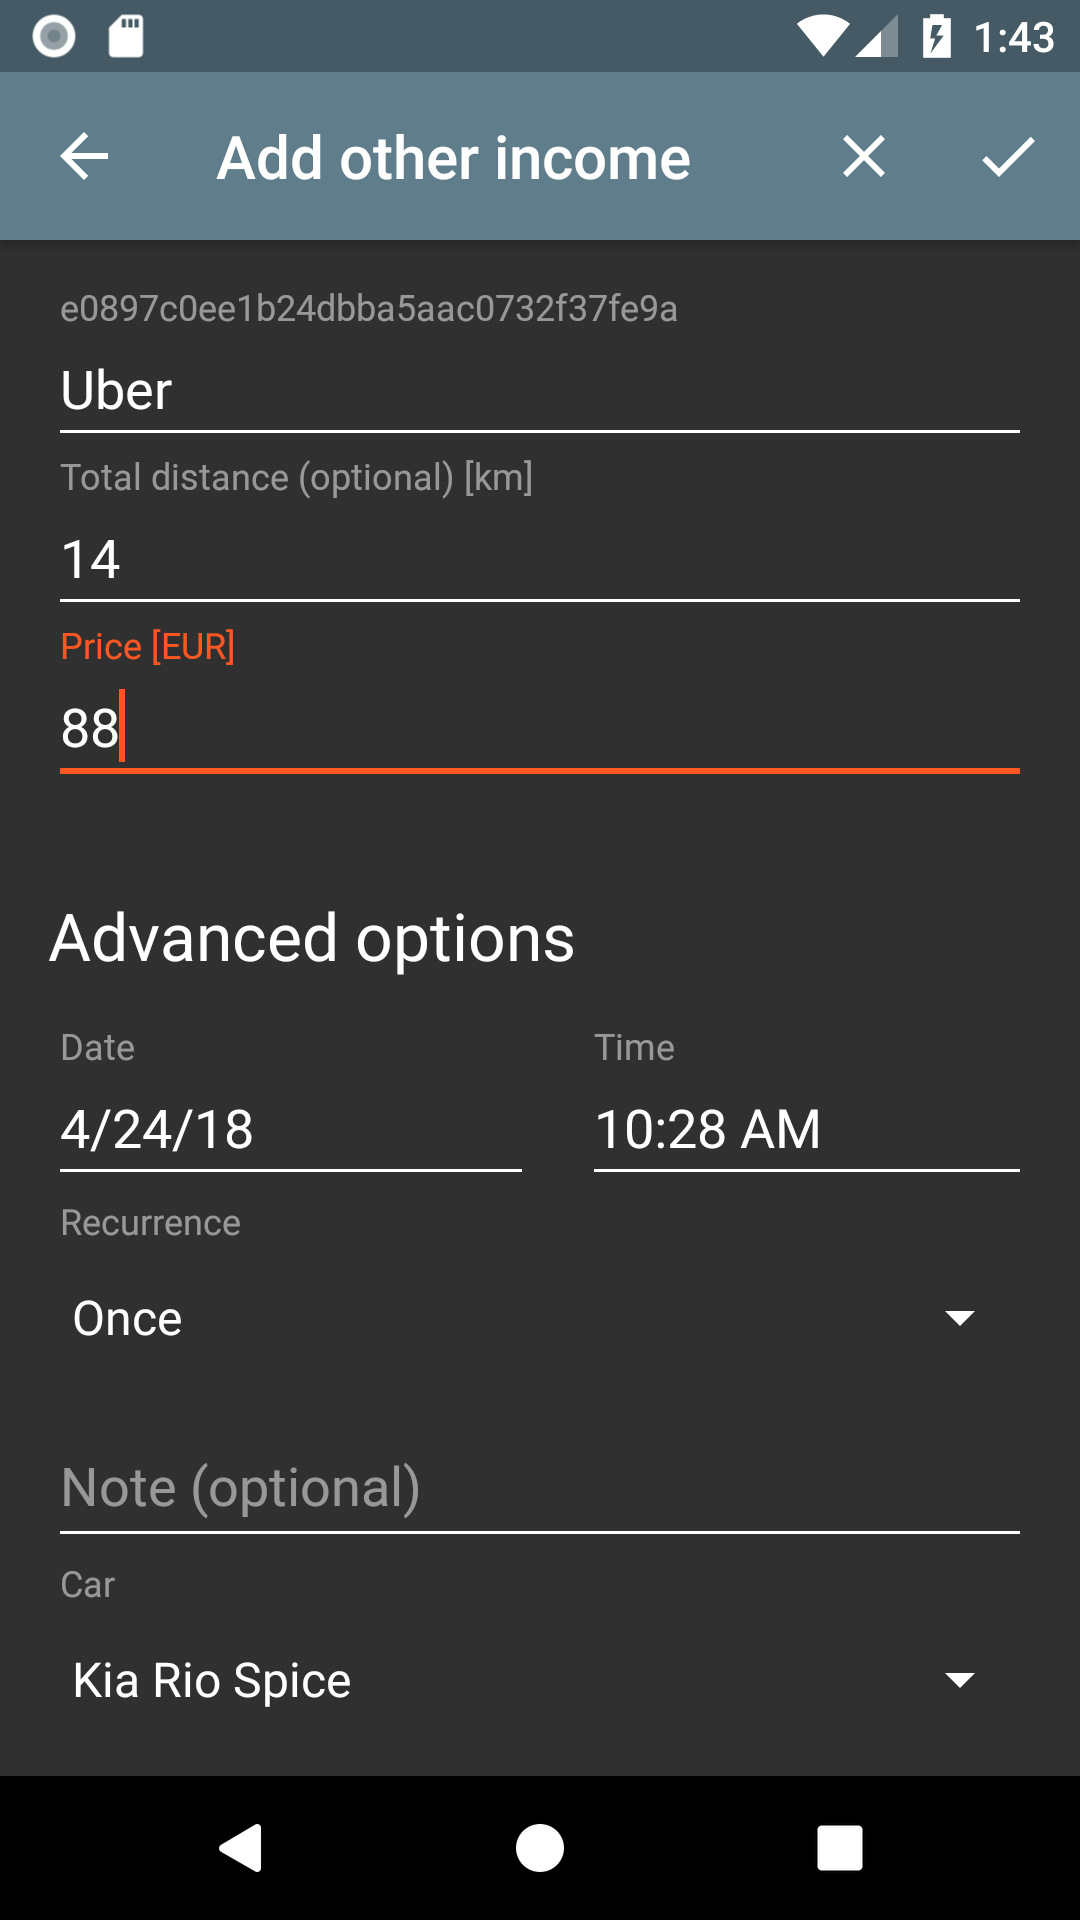 1:43
Add other income
e0897c0ee1b24dbba5aac0732f37fe9a
Uber
Total distance (optional) [km]
14
Price [EUR]
88
Advanced options
Date Time
4/24/18 10:28 AM
Recurrence
Once
Note (optional)
Car
Kia Rio Spice